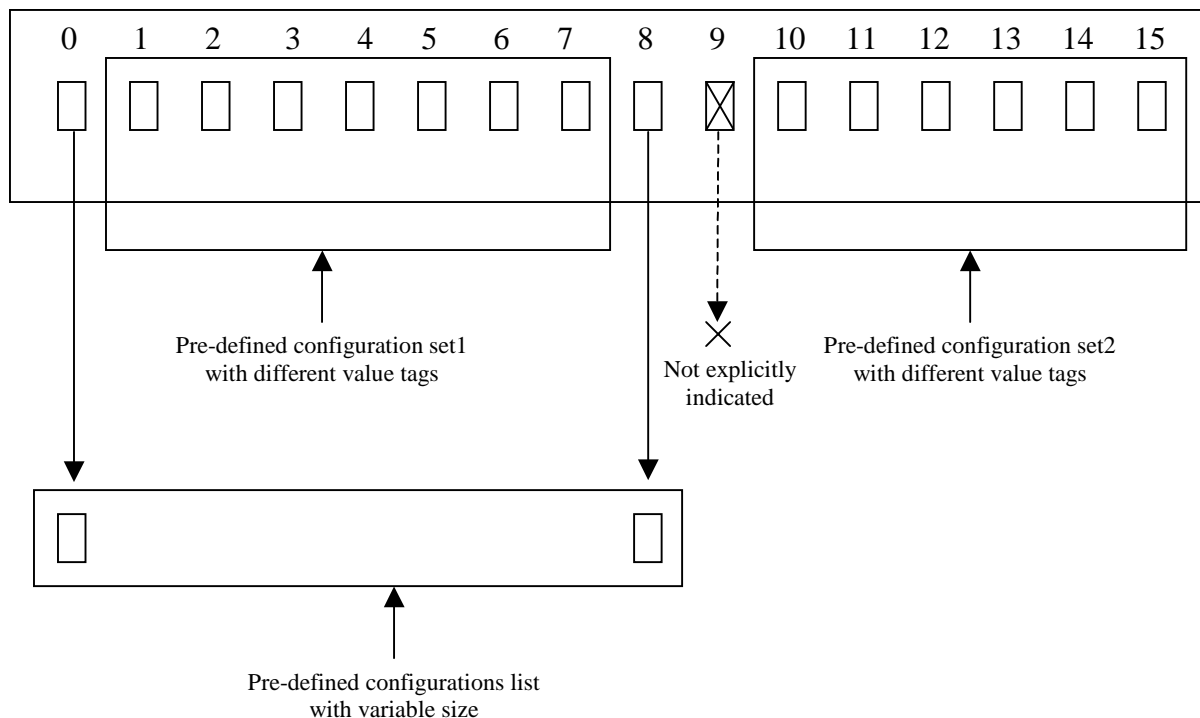 0 1 2 3 4 5 6 7 8 9 10 11 12 13 14 15
Pre-defined configuration set1
with different value tags
Not explicitly
indicated
Pre-defined configuration set2
with different value tags
Pre-defined configurations list
with variable size